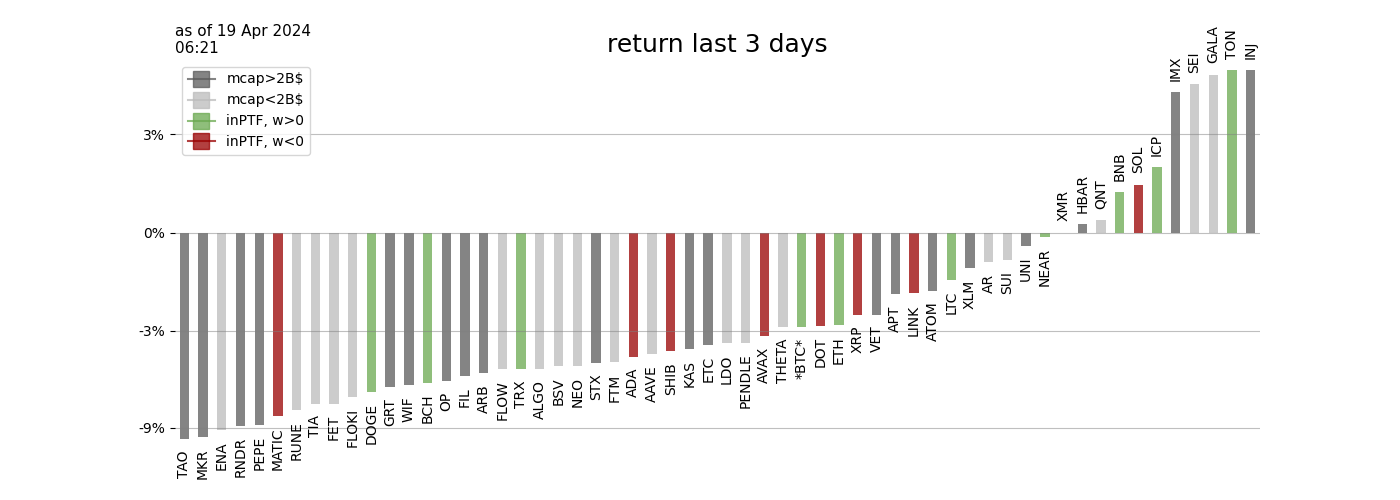 as of 19 Apr 2024
06:21
return last 3 days
mcap>2B$
mcap<2B$
inPTF, w>0
inPTF, w<0
3%
0%
-3%
-9%
TAO
MKR
ENA
RNDR
PEPE
MATIC
RUNE
TIA
FET
FLOKI
DOGE
GRT
WIF
BCH
OP
FIL
ARB
FLOW
TRX
ALGO
BSV
NEO
STX
FTM
ADA
AAVE
SHIB
KAS
ETC
LDO
PENDLE
AVAX
THETA
*BTC*
DOT
ETH
XRP
VET
APT
LINK
ATOM
LTC
XLM
AR
SUI
UNI
NEAR
XMR
HBAR
QNT
BNB
SOL
ICP
IMX
SEI
GALA
TON
INJ